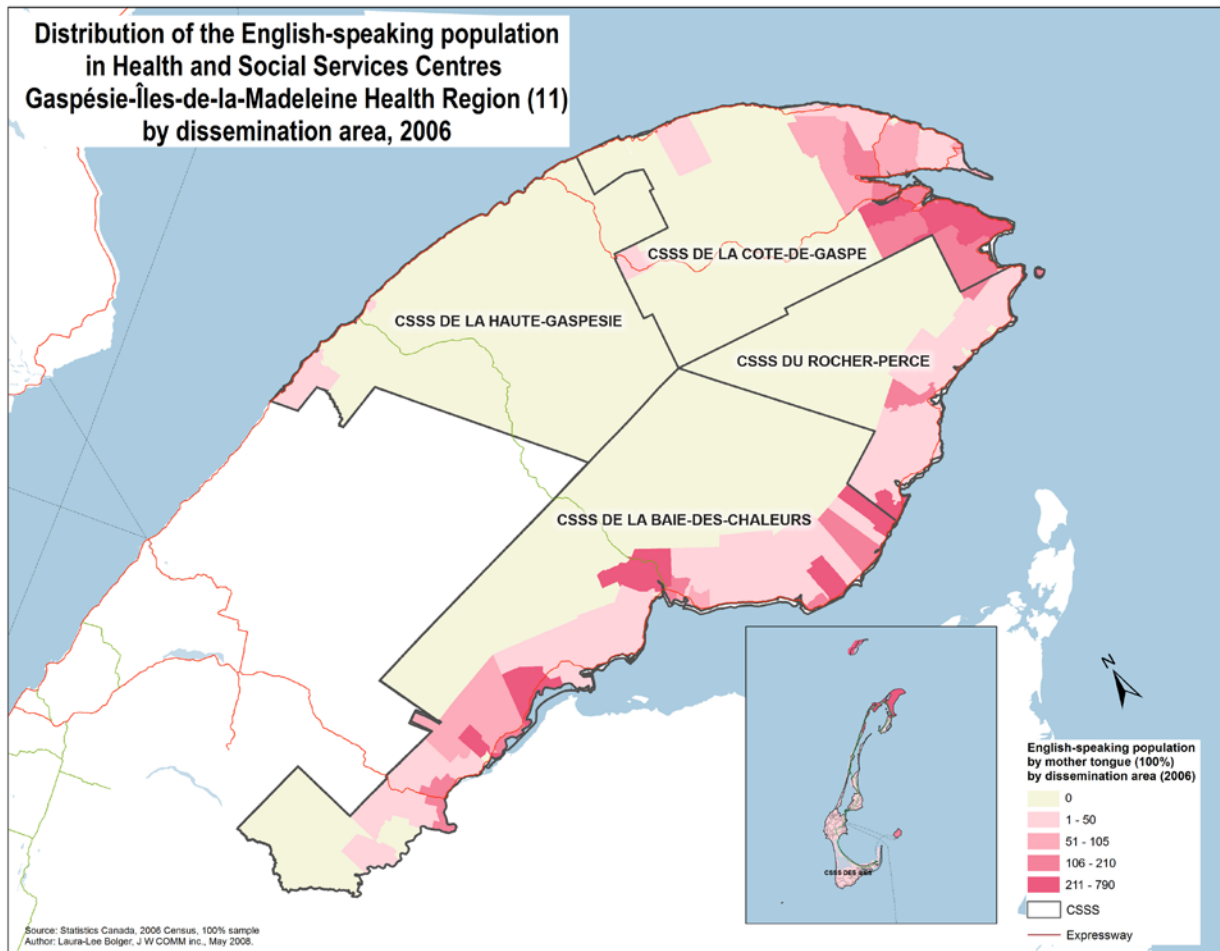 Distribution of the English-speaking population
in Health and Social Services Centres
Gaspésie-Îles-de-la-Madeleine Health Region (11)
by dissemination area, 2006
CSSS DE LA COTE-DE-GASPE
CSSS DE LA HAUTE-GASPESIE
CSSS DU ROCHER-PERCE
CSSS DE LA BAIE-DES-CHALEURS
N
CSSS DES ILES
English-speaking population
by mother tongue (100%)
by dissemination area (2006)
0
1 - 50
51 - 105
106 - 210
211 - 790
CSSS
Expressway
Source: Statistics Canada, 2006 Census, 100% sample
Author: Laura-Lee Bolger, J W COMM inc., May 2008.